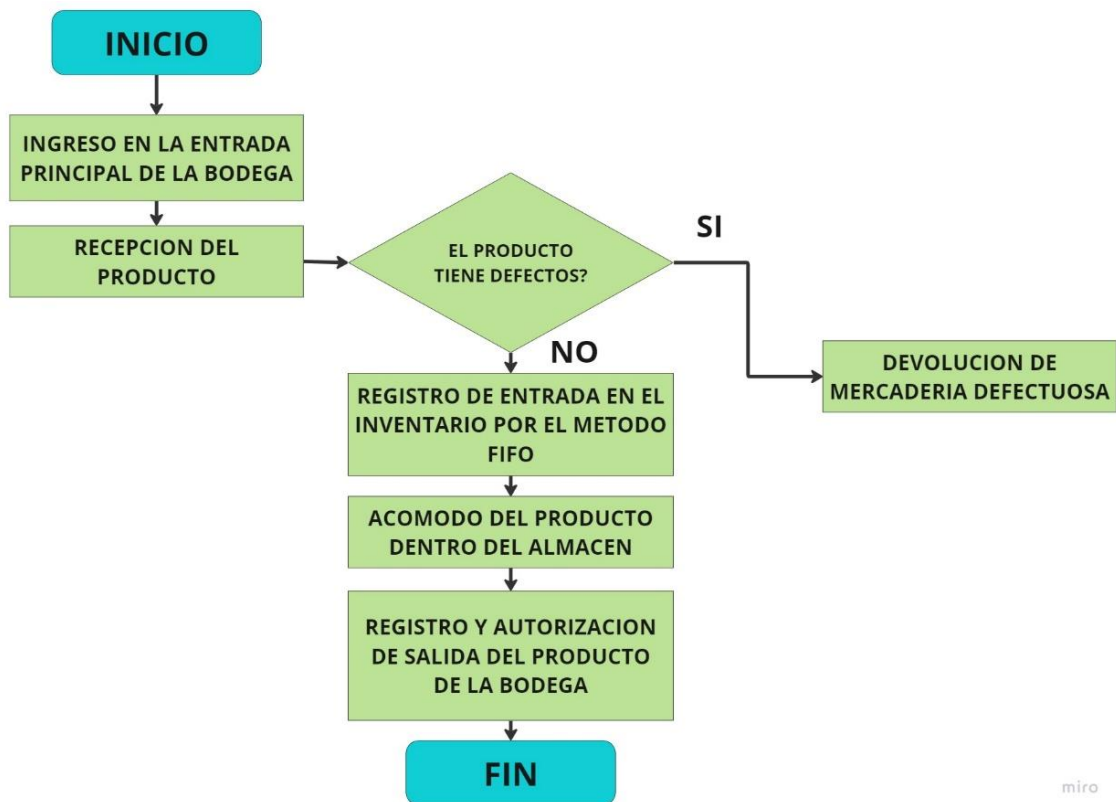 INICIO
INGRESO EN LA ENTRADA
PRINCIPAL DE LA BODEGA
RECEPCION DEL
PRODUCTO
EL PRODUCTO
TIENE DEFECTOS?
SI
DEVOLUCION DE
MERCADERIA DEFECTUOSA
NO
REGISTRO DE ENTRADA EN EL
INVENTARIO POR EL METODO
FIFO
ACOMODO DEL PRODUCTO
DENTRO DEL ALMACEN
REGISTRO Y AUTORIZACION
DE SALIDA DEL PRODUCTO
DE LA BODEGA
FIN
miro